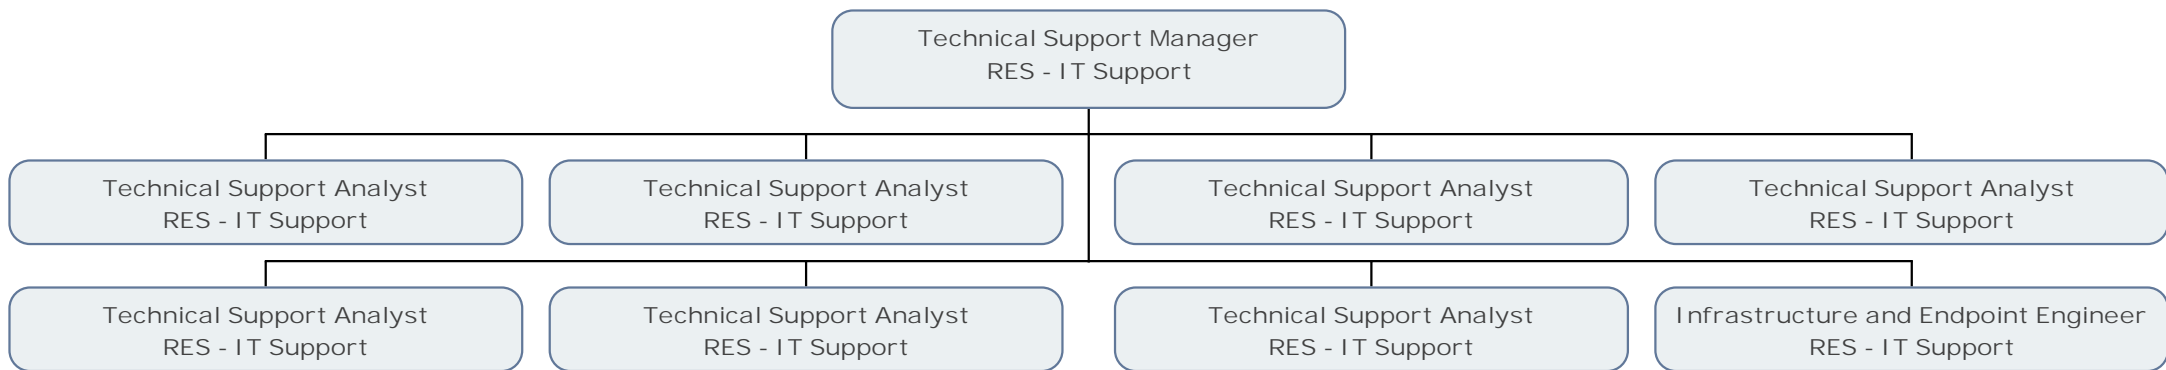 Technical Support Manager
RES - IT Support
Technical Support Analyst
RES - IT Support
Technical Support Analyst
RES - IT Support
Technical Support Analyst
RES - IT Support
Technical Support Analyst
RES - IT Support
Technical Support Analyst
RES - IT Support
Technical Support Analyst
RES - IT Support
Technical Support Analyst
RES - IT Support
Infrastructure and Endpoint Engineer
RES - IT Support